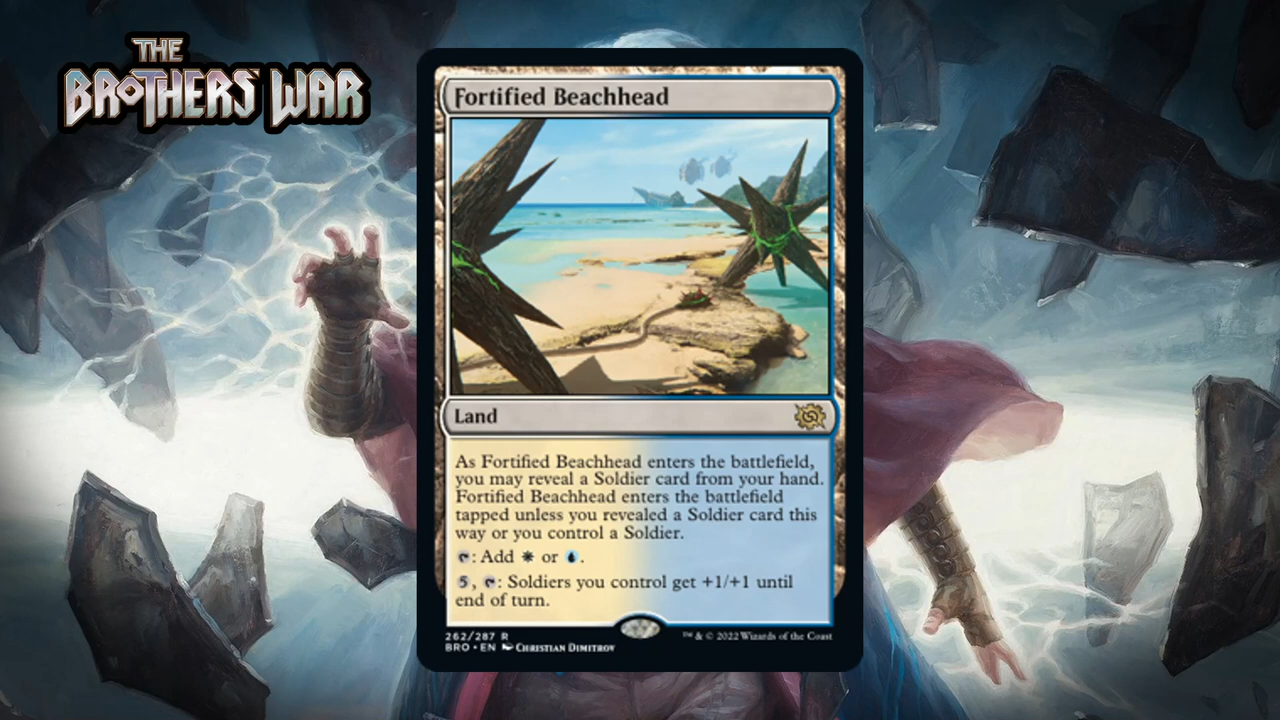 THE
BROTHERS' WAR
Fortified Beachhead
Land
As Fortified Beachhead enters the battlefield,
you may reveal a Soldier card from your hand.
Fortified Beachhead enters the battlefield
tapped unless you revealed a Soldier card this
way or you control a Soldier.
: Add or .
5, : Soldiers you control get +1/+1 until
end of turn.
262/287 R
BRO • EN Christian Dimitrov
™ & © 2022 Wizards of the Coast